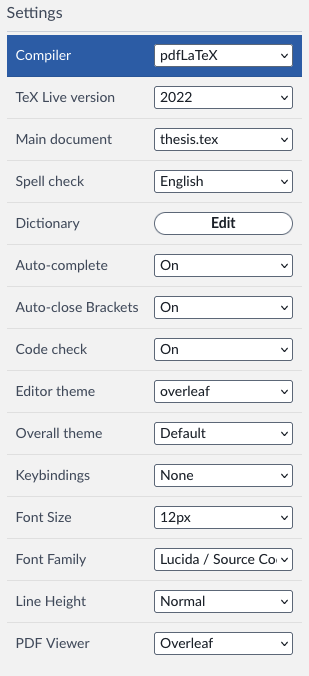 Settings
Compiler pdfLaTeX
TeX Live version 2022
Main document thesis.tex
Spell check English
Dictionary Edit
Auto-complete On
Auto-close Brackets On
Code check On
Editor theme overleaf
Overall theme Default
Keybindings None
Font Size 12px
Font Family Lucida / Source Co
Line Height Normal
PDF Viewer Overleaf